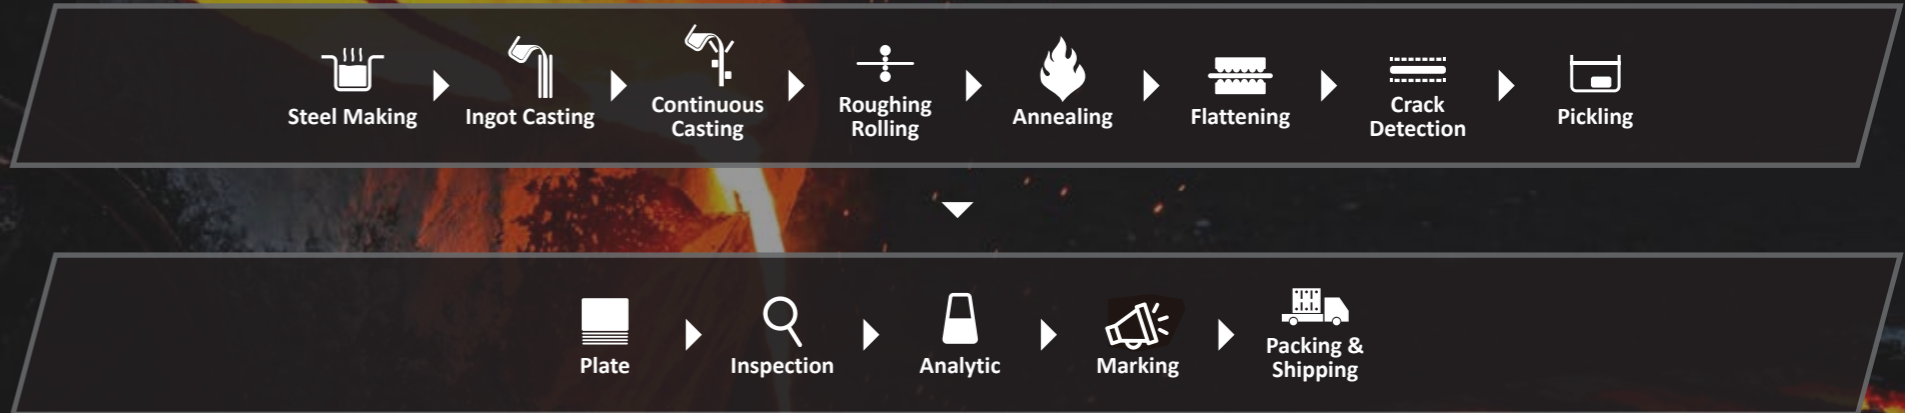 Steel Making
Ingot Casting
Continuous
Casting
Roughing
Rolling
Annealing
Flattening
Crack
Detection
Pickling
Plate
Inspection
Analytic
Marking
Packing &
Shipping